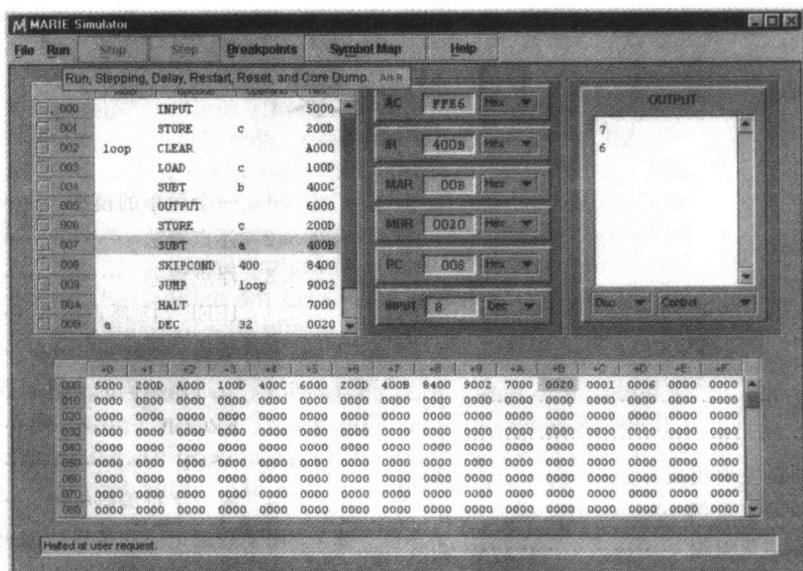 MARIE Simulator
File Run Stop Step Breakpoints Symbol Map Help
Run, Stepping, Delay, Restart, Reset, and Core Dump. Alt-R
label opcode operand hex
000 INPUT 5000
001 STORE c 200D
002 loop CLEAR A000
003 LOAD c 100D
004 SUBT b 400C
005 OUTPUT 6000
006 STORE c 200D
007 SUBT a 400B
008 SKIPCOND 400 8400
009 JUMP loop 9002
00A HALT 7000
00B a DEC 32 0020
AC FFE6 Hex
IR 400B Hex
MAR 00B Hex
MDR 0020 Hex
PC 008 Hex
INPUT 8 Dec
OUTPUT
7
6
Dec Control
+0 +1 +2 +3 +4 +5 +6 +7 +8 +9 +A +B +C +D +E +F
000 5000 200D A000 100D 400C 6000 200D 400B 8400 9002 7000 0020 0001 0006 0000 0000
010 0000 0000 0000 0000 0000 0000 0000 0000 0000 0000 0000 0000 0000 0000 0000 0000
020 0000 0000 0000 0000 0000 0000 0000 0000 0000 0000 0000 0000 0000 0000 0000 0000
030 0000 0000 0000 0000 0000 0000 0000 0000 0000 0000 0000 0000 0000 0000 0000 0000
040 0000 0000 0000 0000 0000 0000 0000 0000 0000 0000 0000 0000 0000 0000 0000 0000
050 0000 0000 0000 0000 0000 0000 0000 0000 0000 0000 0000 0000 0000 0000 0000 0000
060 0000 0000 0000 0000 0000 0000 0000 0000 0000 0000 0000 0000 0000 0000 0000 0000
070 0000 0000 0000 0000 0000 0000 0000 0000 0000 0000 0000 0000 0000 0000 0000 0000
080 0000 0000 0000 0000 0000 0000 0000 0000 0000 0000 0000 0000 0000 0000 0000 0000
Halted at user request.